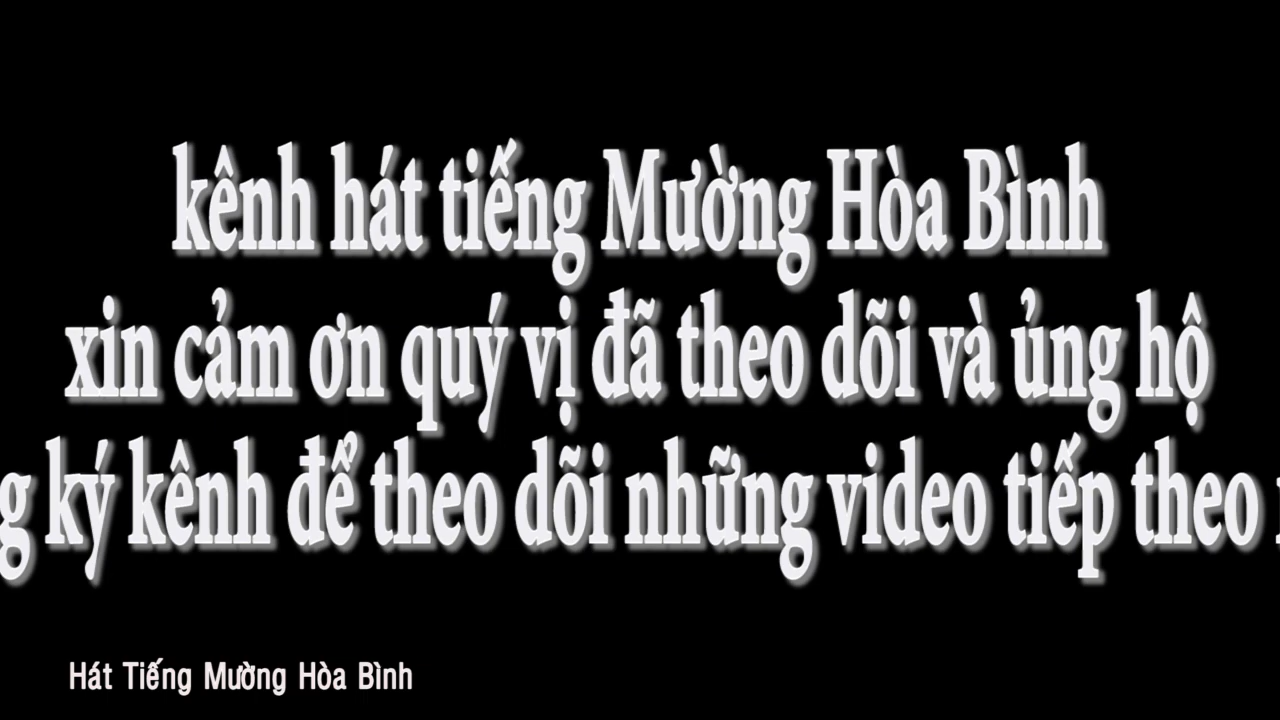 kênh hát tiếng Mường Hòa Bình
xin cảm ơn quý vị đã theo dõi và ủng hộ
ký kênh để theo dõi những video tiếp theo
Hát Tiếng Mường Hòa Bình